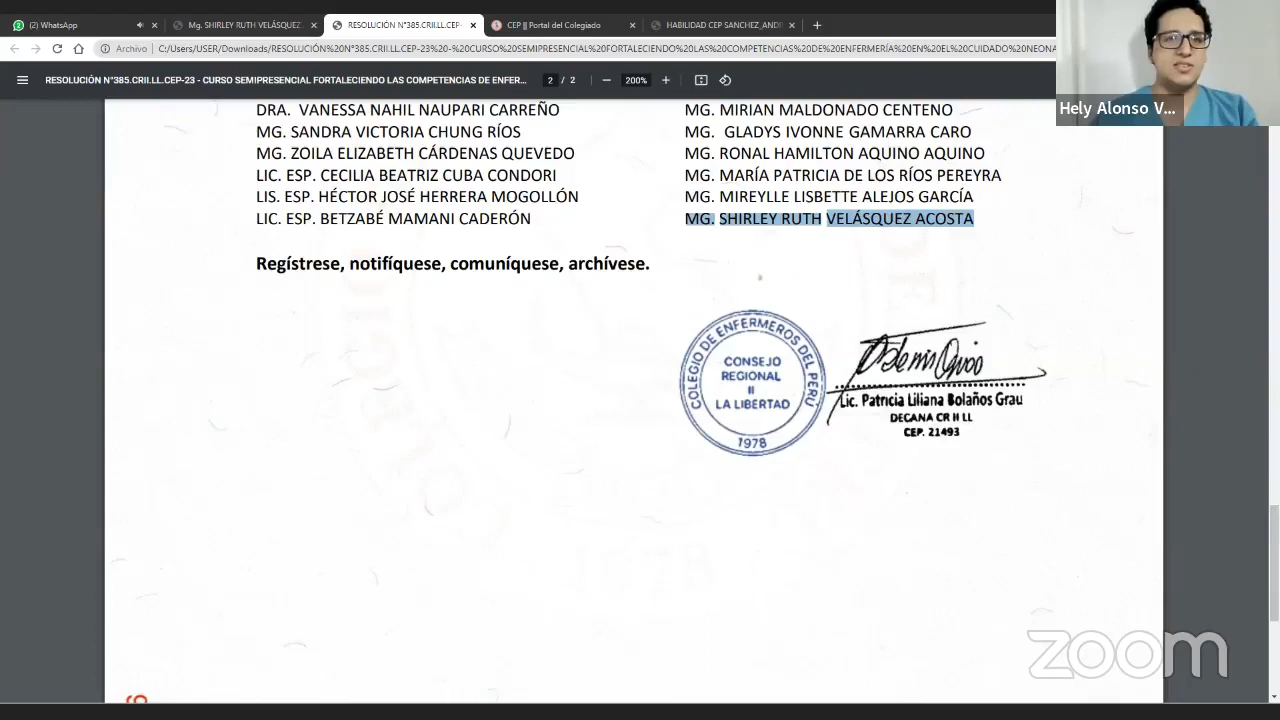 (2) WhatsApp
Mg. SHIRLEY RUTH VELÁSQUEZ
RESOLUCIÓN N°385.CRII.LL.CEP-
CEP || Portal del Colegiado
HABILIDAD CEP SANCHEZ_ANDR
Archivo C:/Users/USER/Downloads/RESOLUCIÓN%20N°385.CRII.LL.CEP-23%20-%20CURSO%20SEMIPRESENCIAL%20FORTALECIENDO%20LAS%20COMPETENCIAS%20DE%20ENFERMERÍA%20EN%20EL%20CUIDADO%20NEONA
RESOLUCIÓN N°385.CRII.LL.CEP-23 - CURSO SEMIPRESENCIAL FORTALECIENDO LAS COMPETENCIAS DE ENFER...
2 / 2
200%
Hely Alonso V...
DRA. VANESSA NAHIL NAUPARI CARREÑO
MG. SANDRA VICTORIA CHUNG RÍOS
MG. ZOILA ELIZABETH CÁRDENAS QUEVEDO
LIC. ESP. CECILIA BEATRIZ CUBA CONDORI
LIS. ESP. HÉCTOR JOSÉ HERRERA MOGOLLÓN
LIC. ESP. BETZABÉ MAMANI CADERÓN
MG. MIRIAN MALDONADO CENTENO
MG. GLADYS IVONNE GAMARRA CARO
MG. RONAL HAMILTON AQUINO AQUINO
MG. MARÍA PATRICIA DE LOS RÍOS PEREYRA
MG. MIREYLLE LISBETTE ALEJOS GARCÍA
MG. SHIRLEY RUTH VELÁSQUEZ ACOSTA
Regístrese, notifíquese, comuníquese, archívese.
COLEGIO DE ENFERMEROS DEL PERÚ
CONSEJO
REGIONAL
II
LA LIBERTAD
1978
Lic. Patricia Liliana Bolaños Grau
DECANA CR II LL
CEP. 21493
zoom